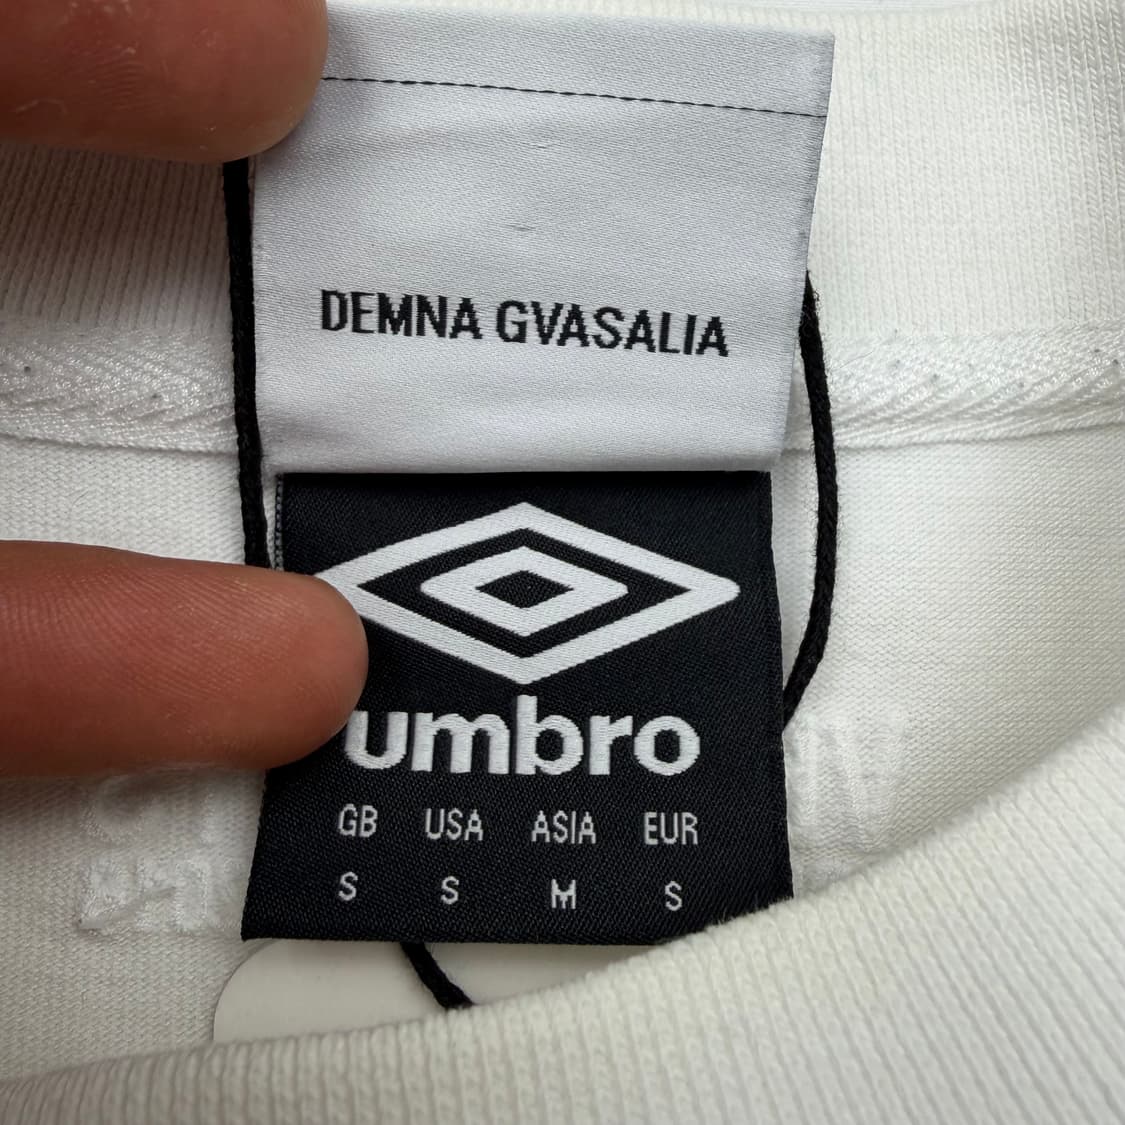 DEMNA GVASALIA
umbro
GB USA ASIA EUR
S S M S